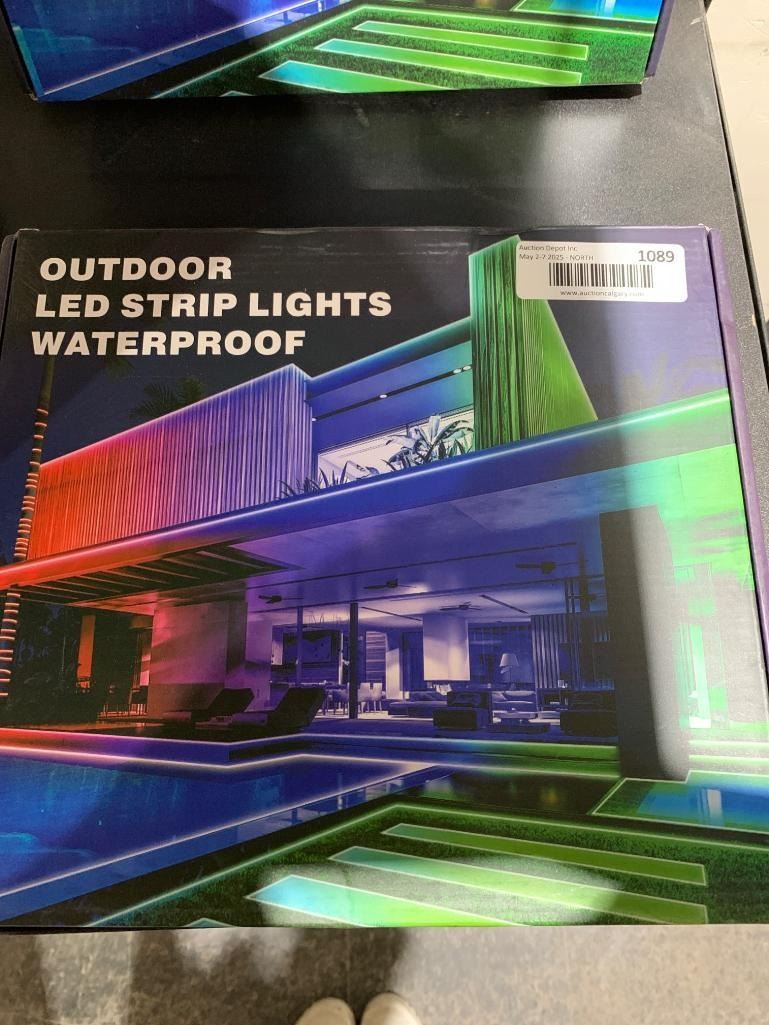 OUTDOOR
LED STRIP LIGHTS
WATERPROOF
Auction Depot Inc
May 2-7 2025 - NORTH
1089
www.auctioncalgary.com